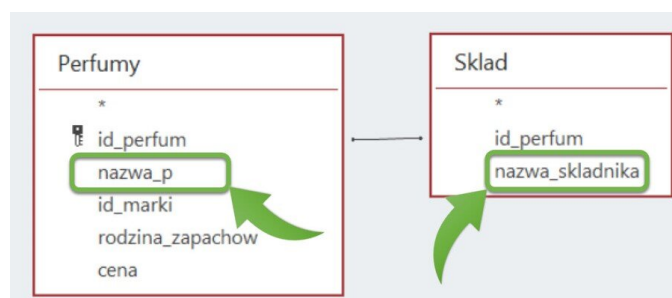 Perfumy
*
id_perfum
nazwa_p
id_marki
rodzina_zapachow
cena
Sklad
*
id_perfum
nazwa_skladnika